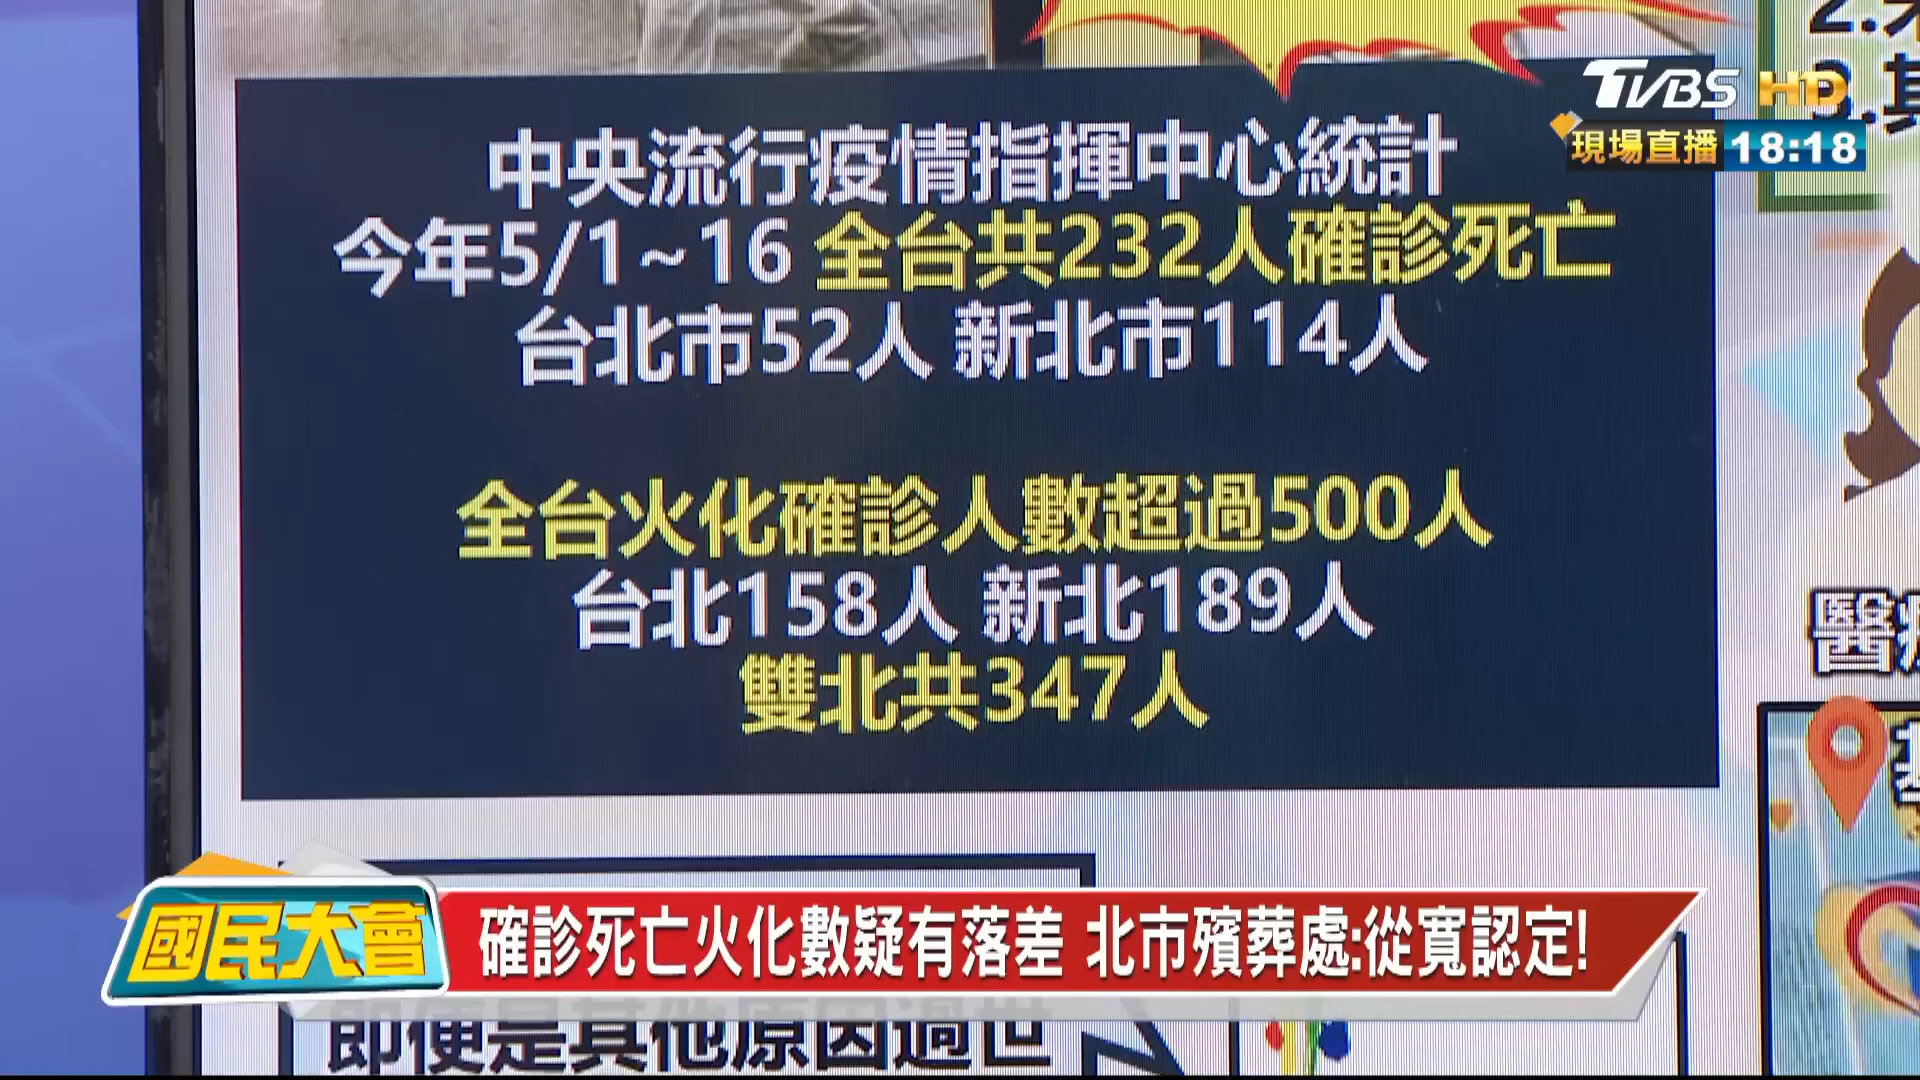 TVBS HD
現場直播 18:18
中央流行疫情指揮中心統計
今年5/1~16 全台共232人確診死亡
台北市52人 新北市114人
全台火化確診人數超過500人
台北158人 新北189人
雙北共347人
國民大會
確診死亡火化數疑有落差 北市殯葬處:從寬認定!
即便是其他原因過世